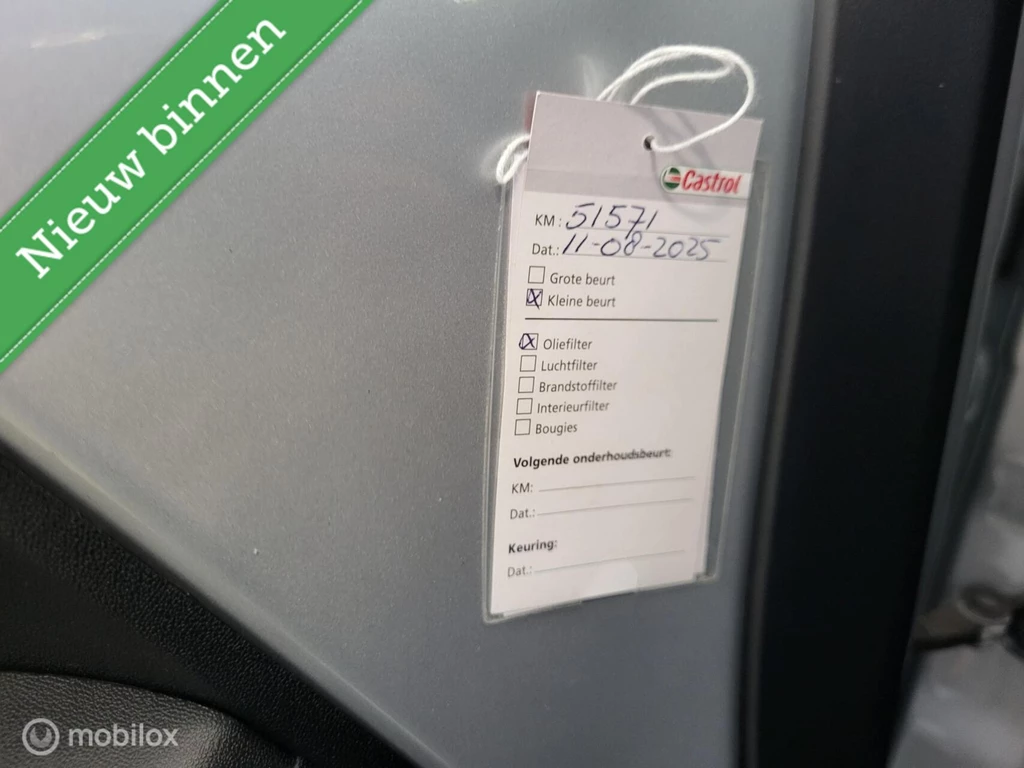 Nieuw binnen
Castrol
KM: 51571
Dat.: 11-08-2025
Grote beurt
Kleine beurt
Oliefilter
Luchtfilter
Brandstoffilter
Interieurfilter
Bougies
Volgende onderhoudsbeurt:
KM:
Dat.:
Keuring:
Dat.:
mobilox